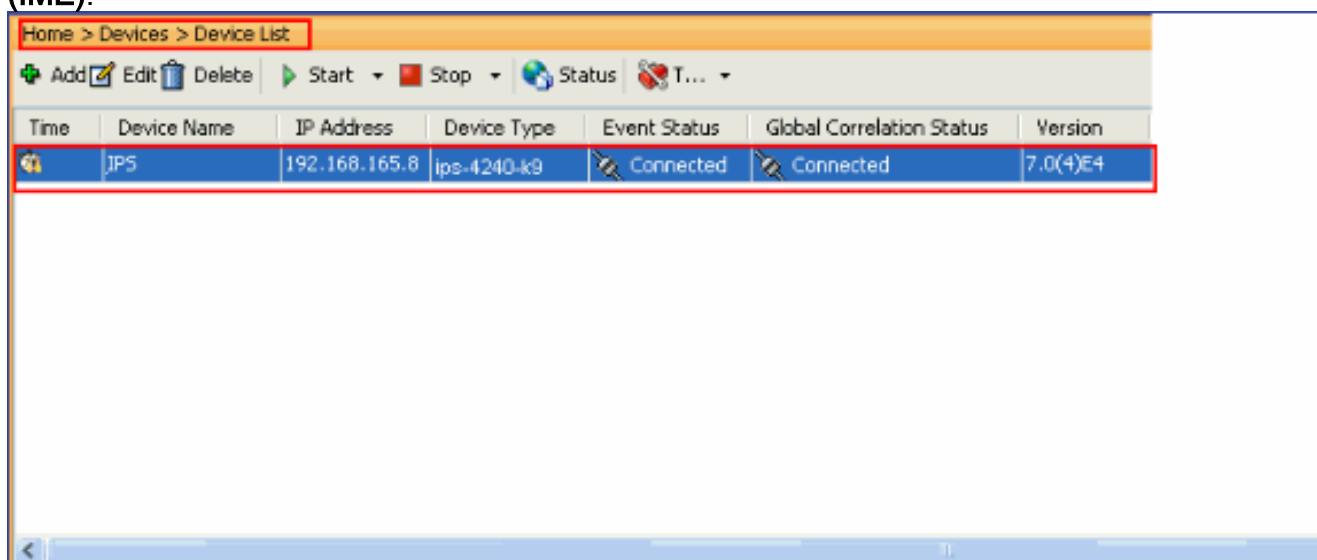 (IME).
Home > Devices > Device List
Add Edit Delete Start Stop Status T...
Time Device Name IP Address Device Type Event Status Global Correlation Status Version
IPS 192.168.165.8 ips-4240-k9 Connected Connected 7.0(4)E4